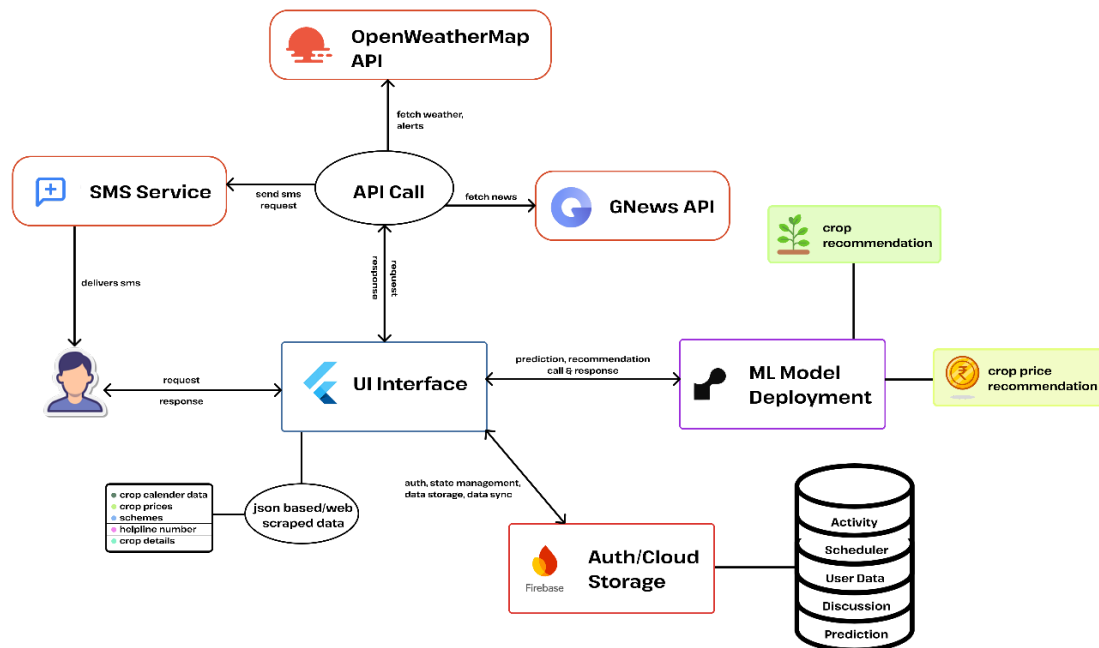 OpenWeatherMap
API
fetch weather,
alerts
SMS Service
send sms
request
API Call
fetch news
GNews API
crop
recommendation
delivers sms
request
response
request
response
UI Interface
prediction, recommendation
call & response
ML Model
Deployment
crop price
recommendation
crop calender data
crop prices
schemes
helpline number
crop details
json based/web
scraped data
auth, state management,
data storage, data sync
Firebase
Auth/Cloud
Storage
Activity
Scheduler
User Data
Discussion
Prediction